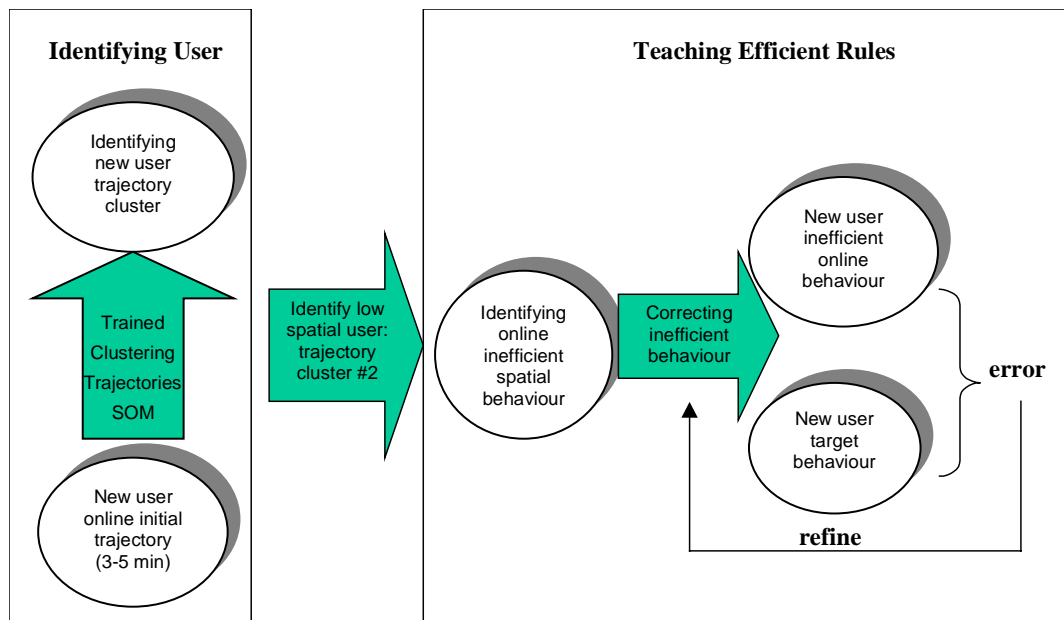 Identifying User
Identifying
new user
trajectory
cluster
Trained
Clustering
Trajectories
SOM
New user
online initial
trajectory
(3-5 min)
Identify low
spatial user:
trajectory
cluster #2
Teaching Efficient Rules
Identifying
online
inefficient
spatial
behaviour
Correcting
inefficient
behaviour
New user
inefficient
online
behaviour
New user
target
behaviour
error
refine